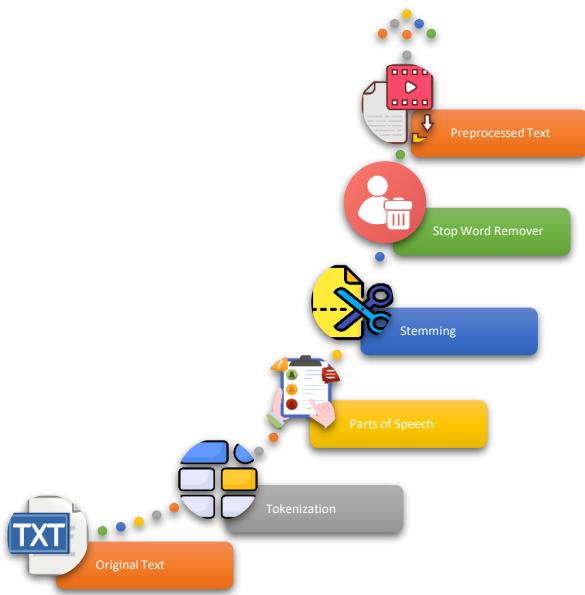 Preprocessed Text
Stop Word Remover
Stemming
Parts of Speech
Tokenization
TXT
Original Text